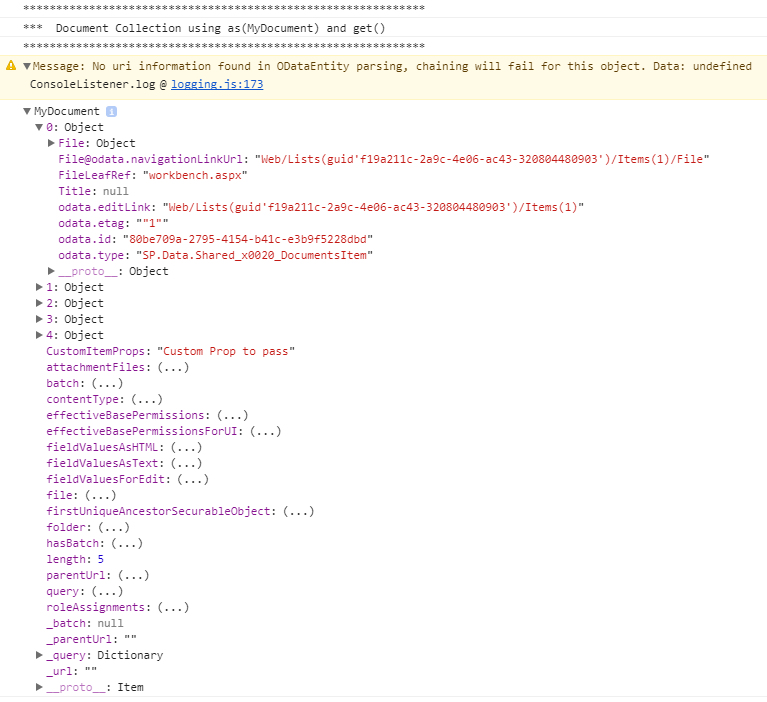 *************************************************************
***  Document Collection using as(MyDocument) and get()
*************************************************************
Message: No uri information found in ODataEntity parsing, chaining will fail for this object. Data: undefined
ConsoleListener.log @ logging.js:173
MyDocument i
0: Object
File: Object
File@odata.navigationLinkUrl: "Web/Lists(guid'f19a211c-2a9c-4e06-ac43-320804480903')/Items(1)/File"
FileLeafRef: "workbench.aspx"
Title: null
odata.editLink: "Web/Lists(guid'f19a211c-2a9c-4e06-ac43-320804480903')/Items(1)"
odata.etag: ""1""
odata.id: "80be709a-2795-4154-b41c-e3b9f5228dbd"
odata.type: "SP.Data.Shared_x0020_DocumentsItem"
__proto__: Object
1: Object
2: Object
3: Object
4: Object
CustomItemProps: "Custom Prop to pass"
attachmentFiles: (...)
batch: (...)
contentType: (...)
effectiveBasePermissions: (...)
effectiveBasePermissionsForUI: (...)
fieldValuesAsHTML: (...)
fieldValuesAsText: (...)
fieldValuesForEdit: (...)
file: (...)
firstUniqueAncestorSecurableObject: (...)
folder: (...)
hasBatch: (...)
length: 5
parentUrl: (...)
query: (...)
roleAssignments: (...)
_batch: null
_parentUrl: ""
_query: Dictionary
_url: ""
__proto__: Item